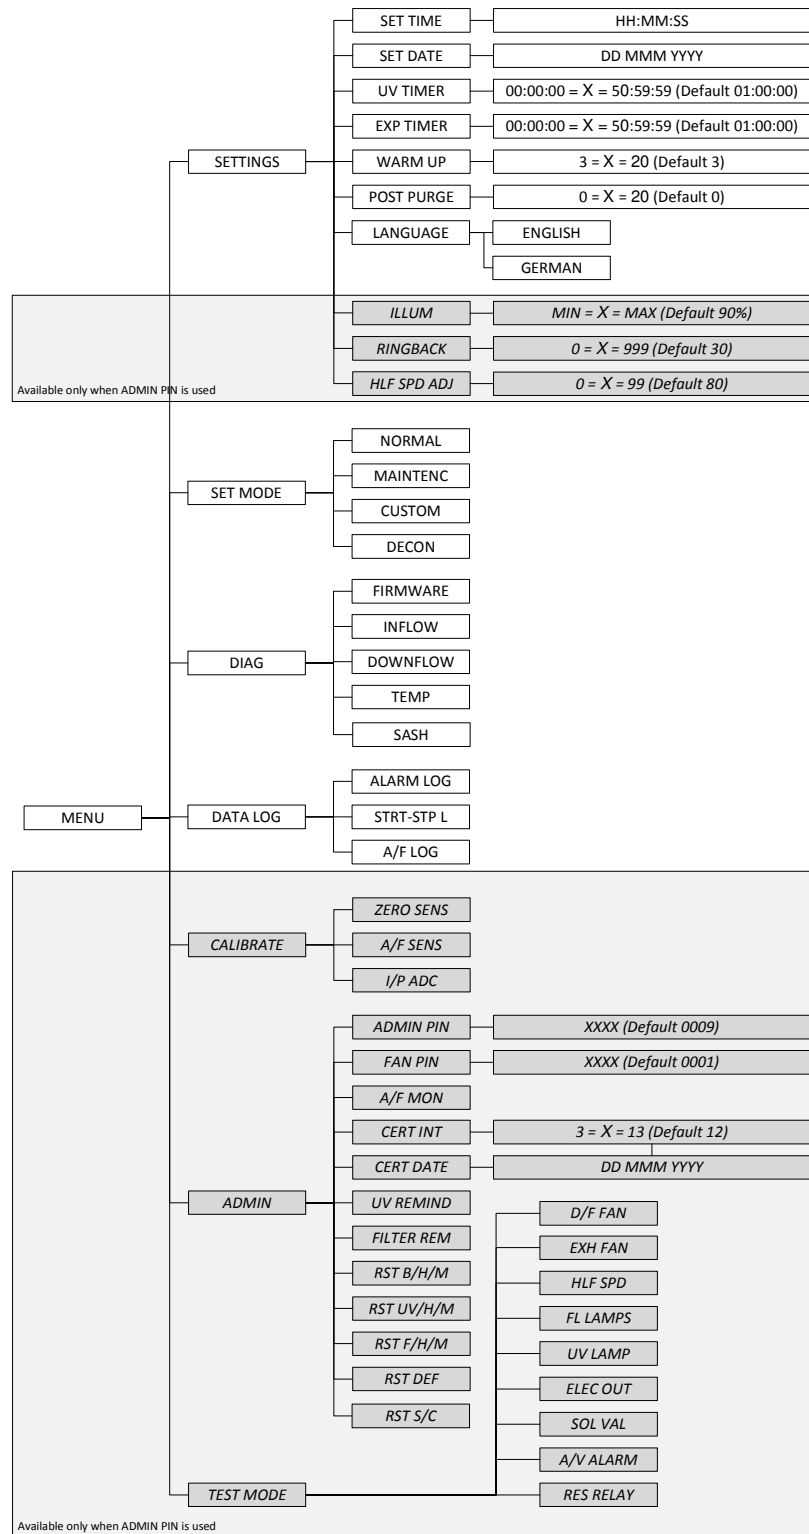 SET TIME
HH:MM:SS
SET DATE
DD MMM YYYY
UV TIMER
00:00:00 = X = 50:59:59 (Default 01:00:00)
EXP TIMER
00:00:00 = X = 50:59:59 (Default 01:00:00)
SETTINGS
WARM UP
3 = X = 20 (Default 3)
POST PURGE
0 = X = 20 (Default 0)
LANGUAGE
ENGLISH
GERMAN
ILLUM
MIN = X = MAX (Default 90%)
RINGBACK
0 = X = 999 (Default 30)
HLF SPD ADJ
0 = X = 99 (Default 80)
Available only when ADMIN PIN is used
SET MODE
NORMAL
MAINTENC
CUSTOM
DECON
DIAG
FIRMWARE
INFLOW
DOWNFLOW
TEMP
SASH
MENU
DATA LOG
ALARM LOG
STRT-STP L
A/F LOG
CALIBRATE
ZERO SENS
A/F SENS
I/P ADC
ADMIN
ADMIN PIN
XXXX (Default 0009)
FAN PIN
XXXX (Default 0001)
A/F MON
CERT INT
3 = X = 13 (Default 12)
CERT DATE
DD MMM YYYY
UV REMIND
FILTER REM
RST B/H/M
RST UV/H/M
RST F/H/M
RST DEF
RST S/C
TEST MODE
D/F FAN
EXH FAN
HLF SPD
FL LAMPS
UV LAMP
ELEC OUT
SOL VAL
A/V ALARM
RES RELAY
Available only when ADMIN PIN is used